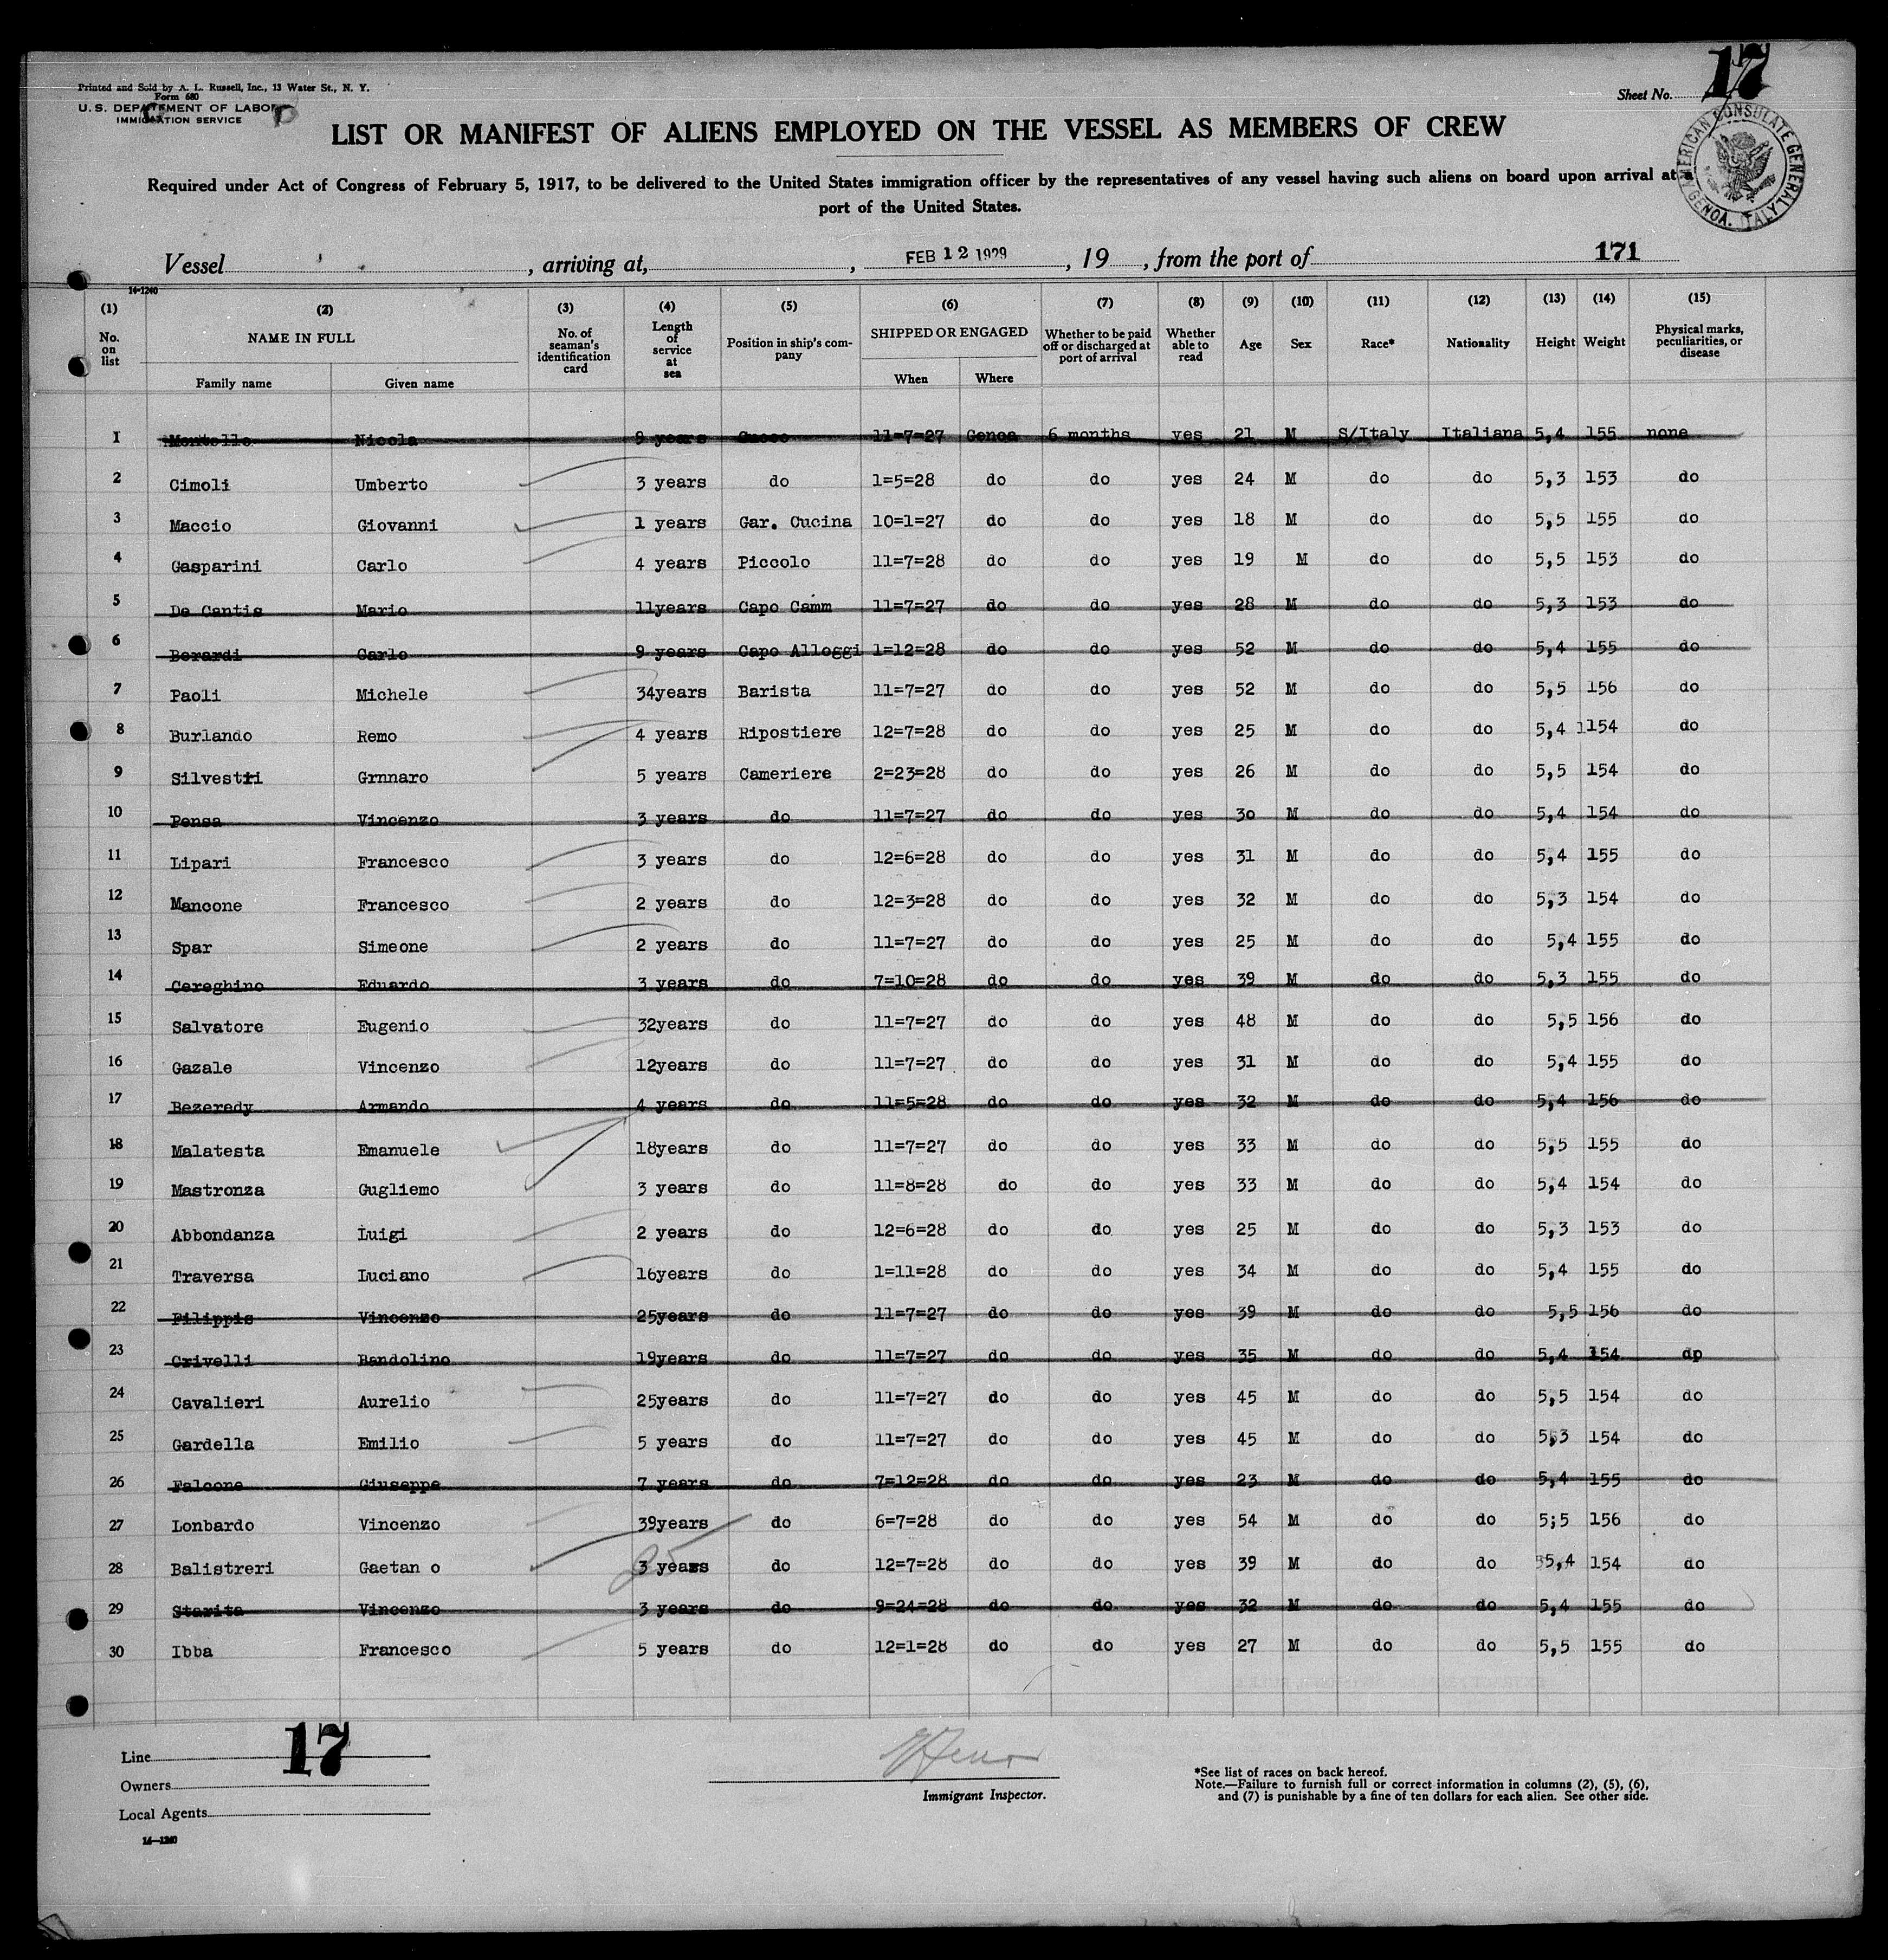 17
Printed and Sold by A. L. Russell, Inc., 13 Water St., N. Y.
Form 680
U. S. DEPARTMENT OF LABOR
IMMIGRATION SERVICE
Sheet No. 17
AMERICAN CONSULATE GENERAL GENOA, ITALY
LIST OR MANIFEST OF ALIENS EMPLOYED ON THE VESSEL AS MEMBERS OF CREW
Required under Act of Congress of February 5, 1917, to be delivered to the United States immigration officer by the representatives of any vessel having such aliens on board upon arrival at a
port of the United States.
Vessel , arriving at, , FEB 12 1929 , 19 , from the port of 171
14-1240
(1) (2) (3) (4) (5) (6) (7) (8) (9) (10) (11) (12) (13) (14) (15)
No. on list NAME IN FULL Family name Given name No. of seaman's identification card Length of service at sea Position in ship's company SHIPPED OR ENGAGED When Where Whether to be paid off or discharged at port of arrival Whether able to read Age Sex Race* Nationality Height Weight Physical marks, peculiarities, or disease
1 Nicola 9 years 11=7=27 Genoa 6 months yes 21 M S/Italy Italiana 5,4 155 none
2 Cimoli Umberto 3 years do 1=5=28 do do yes 24 M do do 5,3 153 do
3 Maccio Giovanni 1 years Gar. Cucina 10=1=27 do do yes 18 M do do 5,5 155 do
4 Gasparini Carlo 4 years Piccolo 11=7=28 do do yes 19 M do do 5,5 153 do
5 De Cantis Mario 11years Capo Camm 11=7=27 do do yes 28 M do do 5,3 153 do
6 Berardi Carlo 9 years Capo Alloggi 1=12=28 do do yes 52 M do do 5,4 155 do
7 Paoli Michele 34years Barista 11=7=27 do do yes 52 M do do 5,5 156 do
8 Burlando Remo 4 years Ripostiere 12=7=28 do do yes 25 M do do 5,4 154 do
9 Silvestri Grnnaro 5 years Cameriere 2=23=28 do do yes 26 M do do 5,5 154 do
10 Pensa Vincenzo 3 years do 11=7=27 do do yes 30 M do do 5,4 154 do
11 Lipari Francesco 3 years do 12=6=28 do do yes 31 M do do 5,4 155 do
12 Mancone Francesco 2 years do 12=3=28 do do yes 32 M do do 5,3 154 do
13 Spar Simeone 2 years do 11=7=27 do do yes 25 M do do 5,4 155 do
14 Cereghino Eduardo 3 years do 7=10=28 do do yes 39 M do do 5,3 155 do
15 Salvatore Eugenio 32years do 11=7=27 do do yes 48 M do do 5,5 156 do
16 Gazale Vincenzo 12years do 11=7=27 do do yes 31 M do do 5,4 155 do
17 Bezeredy Armando 4 years do 11=5=28 do do yes 32 M do do 5,4 156 do
18 Malatesta Emanuele 18years do 11=7=27 do do yes 33 M do do 5,5 155 do
19 Mastronza Gugliemo 3 years do 11=8=28 do do yes 33 M do do 5,4 154 do
20 Abbondanza Luigi 2 years do 12=6=28 do do yes 25 M do do 5,3 153 do
21 Traversa Luciano 16years do 1=11=28 do do yes 34 M do do 5,4 155 do
22 Filippis Vincenzo 25years do 11=7=27 do do yes 39 M do do 5,5 156 do
23 Crivelli Bandolino 19years do 11=7=27 do do yes 35 M do do 5,4 154 dp
24 Cavalieri Aurelio 25years do 11=7=27 do do yes 45 M do do 5,5 154 do
25 Gardella Emilio 5 years do 11=7=27 do do yes 45 M do do 5,3 154 do
26 Falcone Giuseppe 7 years do 7=12=28 do do yes 23 M do do 5,4 155 do
27 Lonbardo Vincenzo 39years do 6=7=28 do do yes 54 M do do 5;5 156 do
28 Balistreri Gaetan o 3 years do 12=7=28 do do yes 39 M do do 5,4 154 do
29 Starita Vincenzo 3 years do 9=24=28 do do yes 32 M do do 5,4 155 do
30 Ibba Francesco 5 years do 12=1=28 do do yes 27 M do do 5,5 155 do
Line 17
Owners
Local Agents
14-1240
Immigrant Inspector.
*See list of races on back hereof.
Note.—Failure to furnish full or correct information in columns (2), (5), (6),
and (7) is punishable by a fine of ten dollars for each alien. See other side.